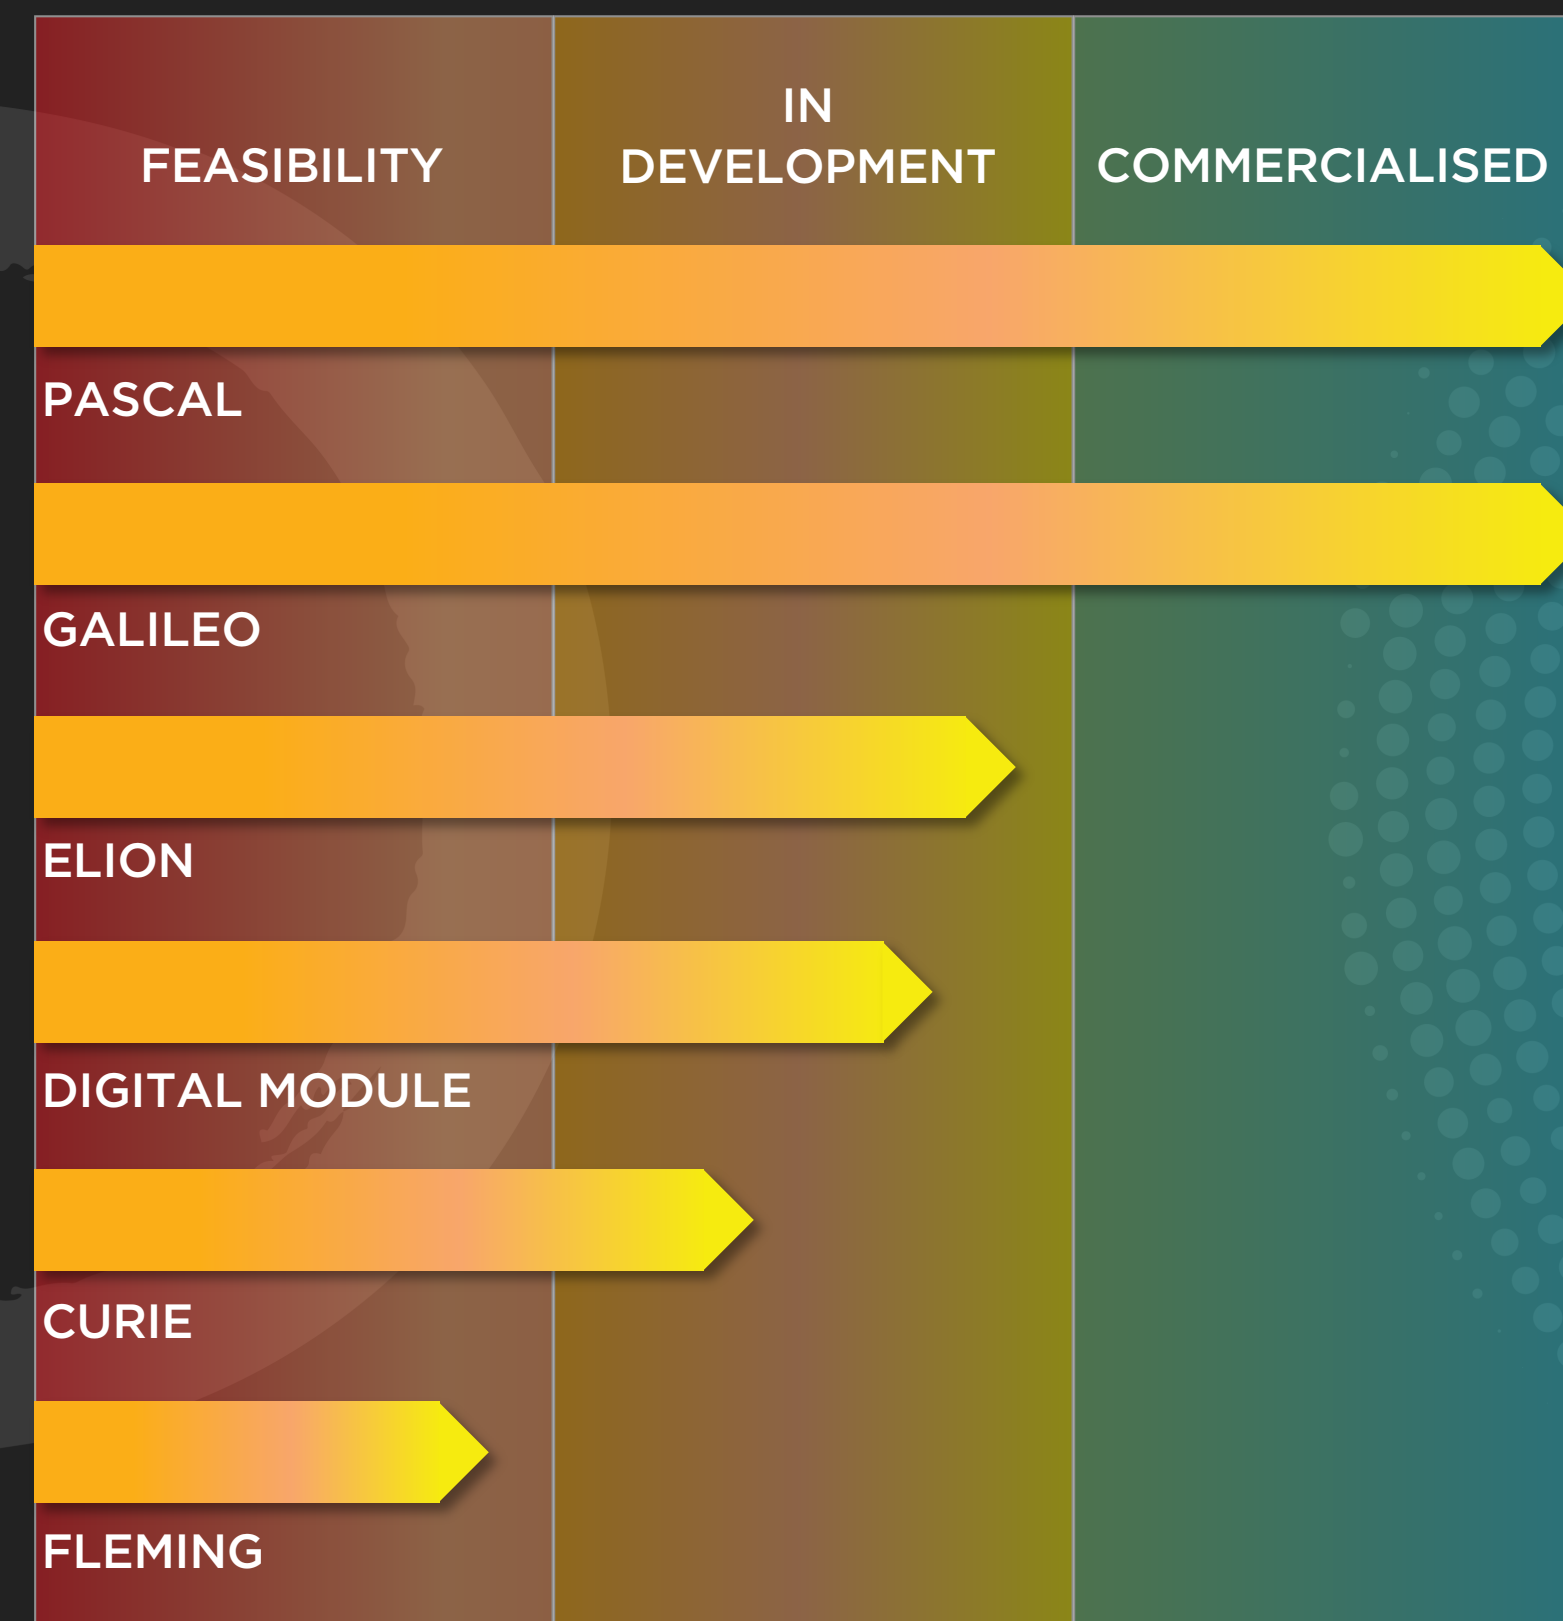 FEASIBILITY
IN
DEVELOPMENT
COMMERCIALISED
PASCAL
GALILEO
ELION
DIGITAL MODULE
CURIE
FLEMING